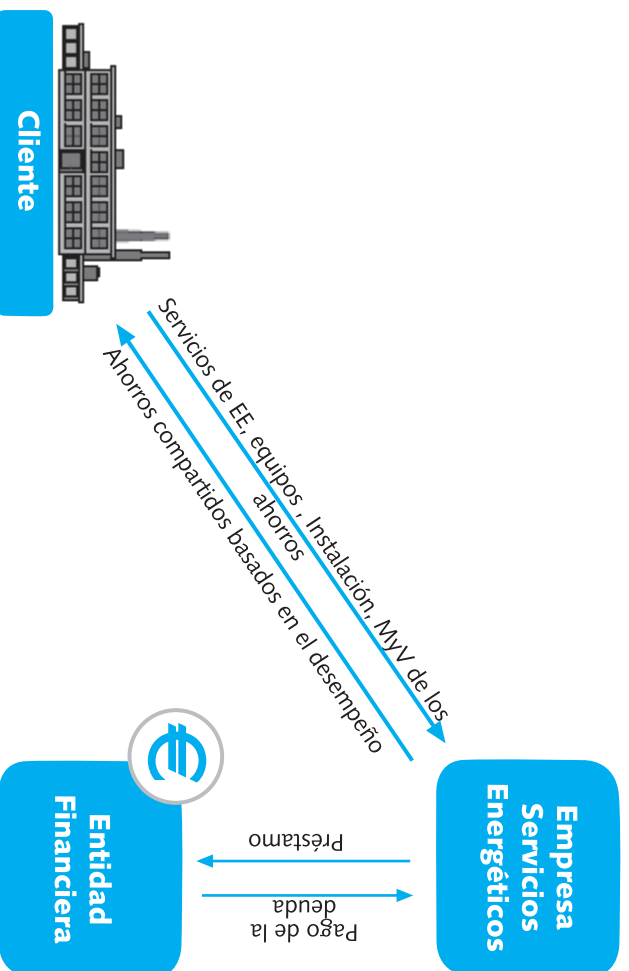 Empresa
Servicios
Energéticos
Servicios de EE, equipos , Instalación, MyV de los
ahorros
Ahorros compartidos basados en el desempeño
Préstamo
Pago de la
deuda
Cliente
€
Entidad
Financiera